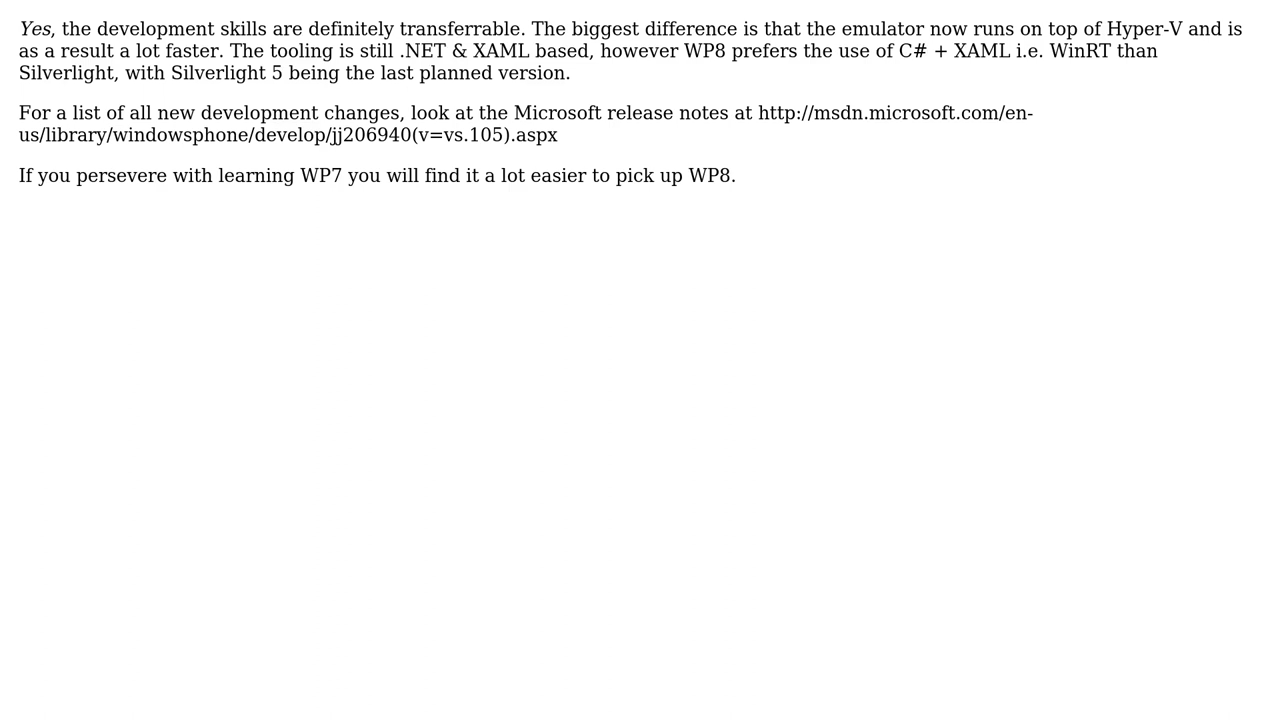 Yes, the development skills are definitely transferrable. The biggest difference is that the emulator now runs on top of Hyper-V and is
as a result a lot faster. The tooling is still .NET & XAML based, however WP8 prefers the use of C# + XAML i.e. WinRT than
Silverlight, with Silverlight 5 being the last planned version.
For a list of all new development changes, look at the Microsoft release notes at http://msdn.microsoft.com/en-
us/library/windowsphone/develop/jj206940(v=vs.105).aspx
If you persevere with learning WP7 you will find it a lot easier to pick up WP8.